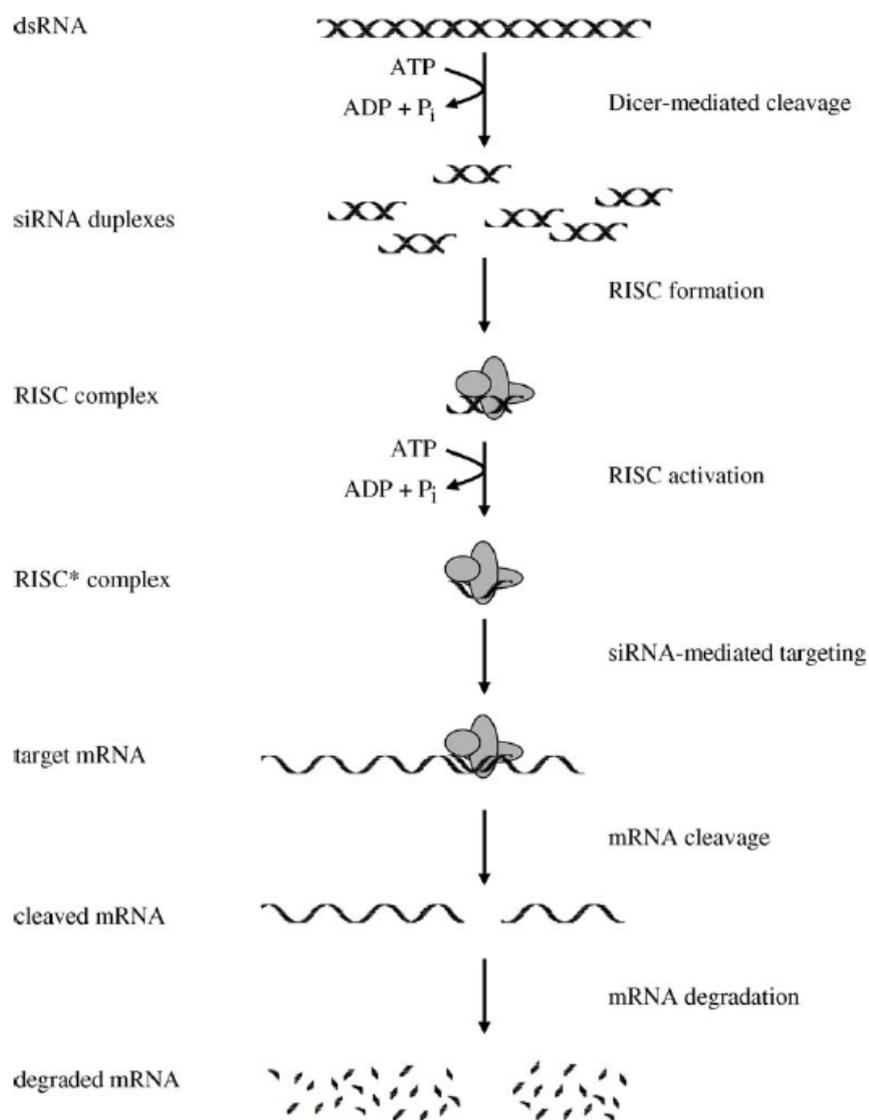 dsRNA
ATP
ADP + Pi
Dicer-mediated cleavage
siRNA duplexes
RISC formation
RISC complex
ATP
ADP + Pi
RISC activation
RISC* complex
siRNA-mediated targeting
target mRNA
mRNA cleavage
cleaved mRNA
mRNA degradation
degraded mRNA